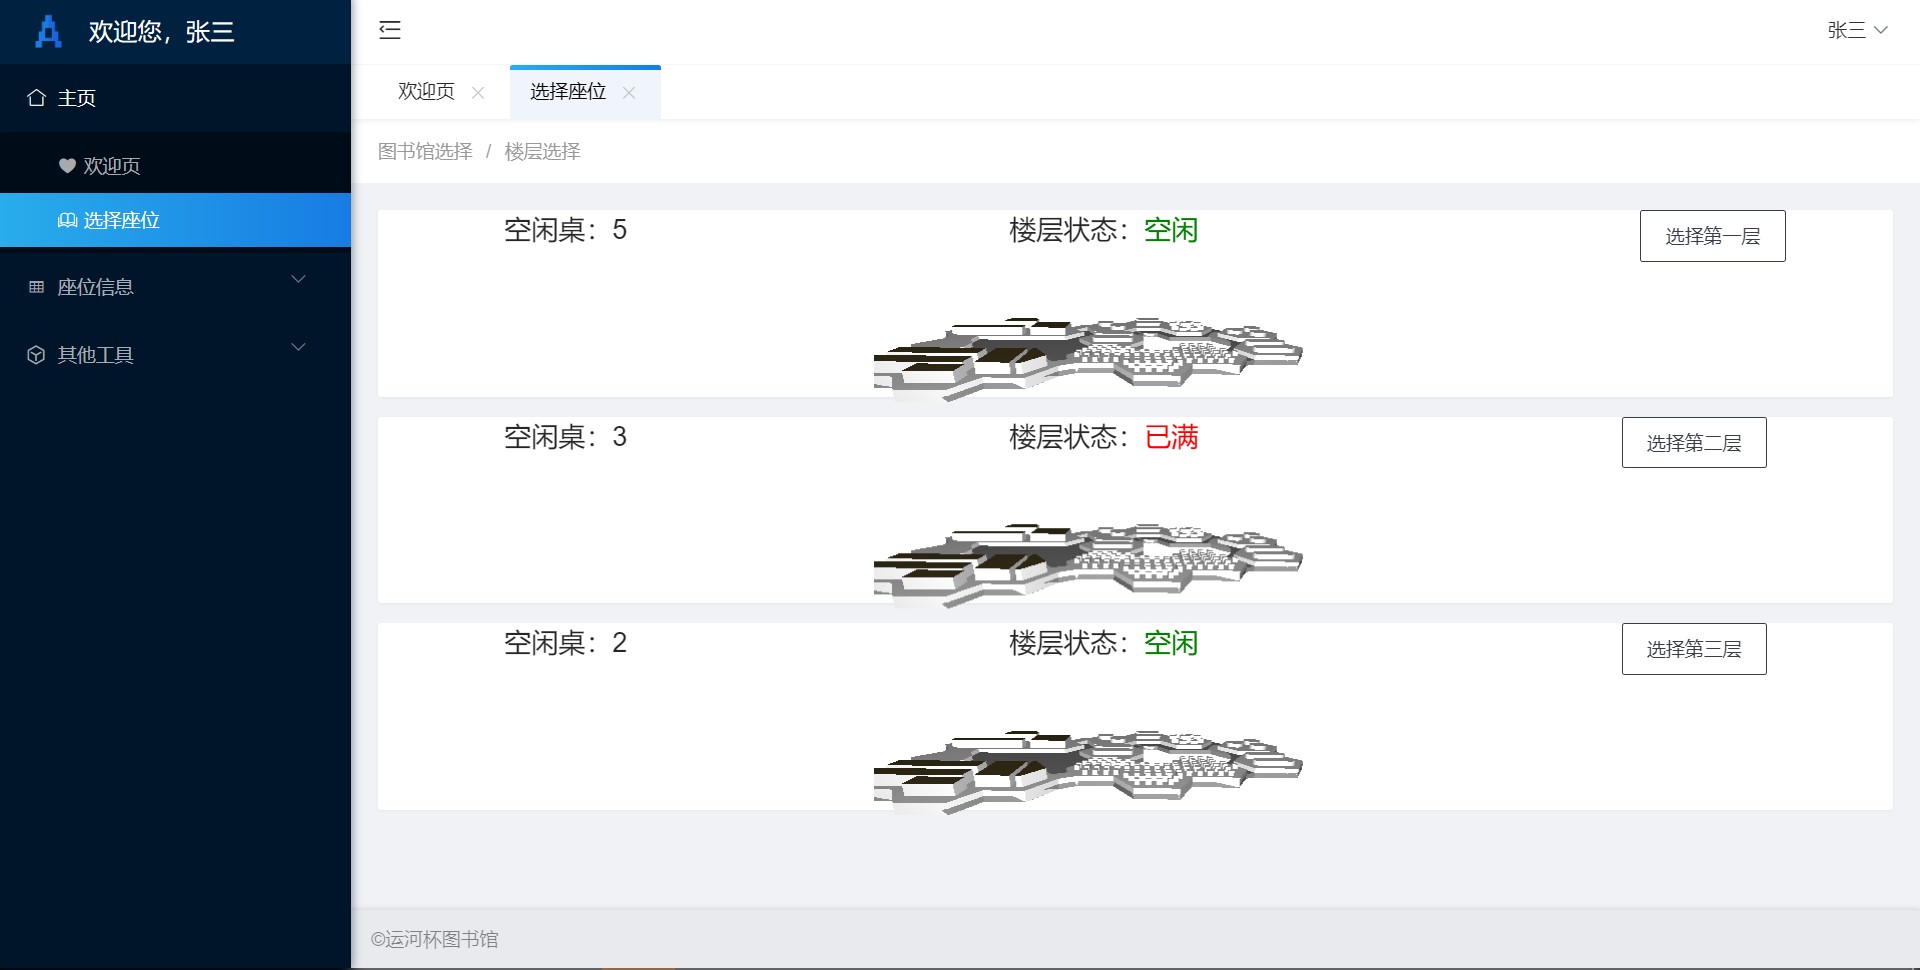 欢迎您，张三
张三
主页
欢迎页
选择座位
座位信息
其他工具
欢迎页
选择座位
图书馆选择 / 楼层选择
空闲桌：5
楼层状态：空闲
选择第一层
空闲桌：3
楼层状态：已满
选择第二层
空闲桌：2
楼层状态：空闲
选择第三层
©运河杯图书馆